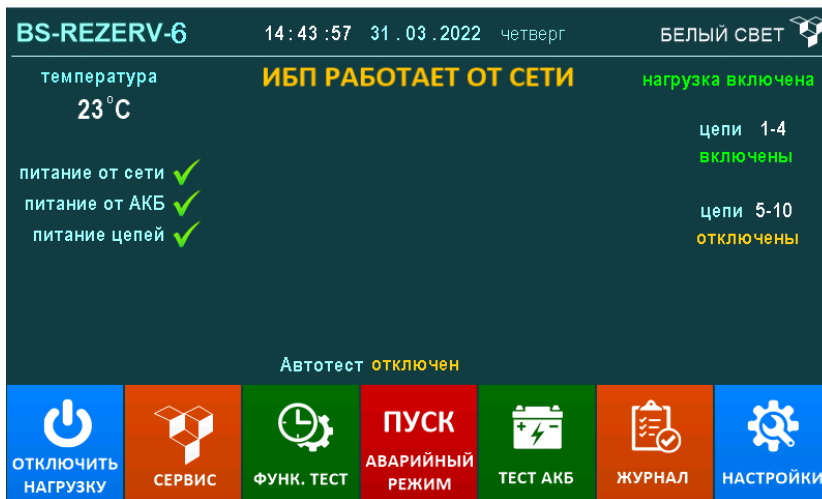 BS-REZERV-6 14:43:57 31.03.2022 четверг БЕЛЫЙ СВЕТ
температура ИБП РАБОТАЕТ ОТ СЕТИ нагрузка включена
23°C
цепи 1-4
включены
питание от сети
питание от АКБ
питание цепей
цепи 5-10
отключены
Автотест отключен
ОТКЛЮЧИТЬ
НАГРУЗКУ
СЕРВИС
ФУНК. ТЕСТ
ПУСК
АВАРИЙНЫЙ
РЕЖИМ
ТЕСТ АКБ
ЖУРНАЛ
НАСТРОЙКИ